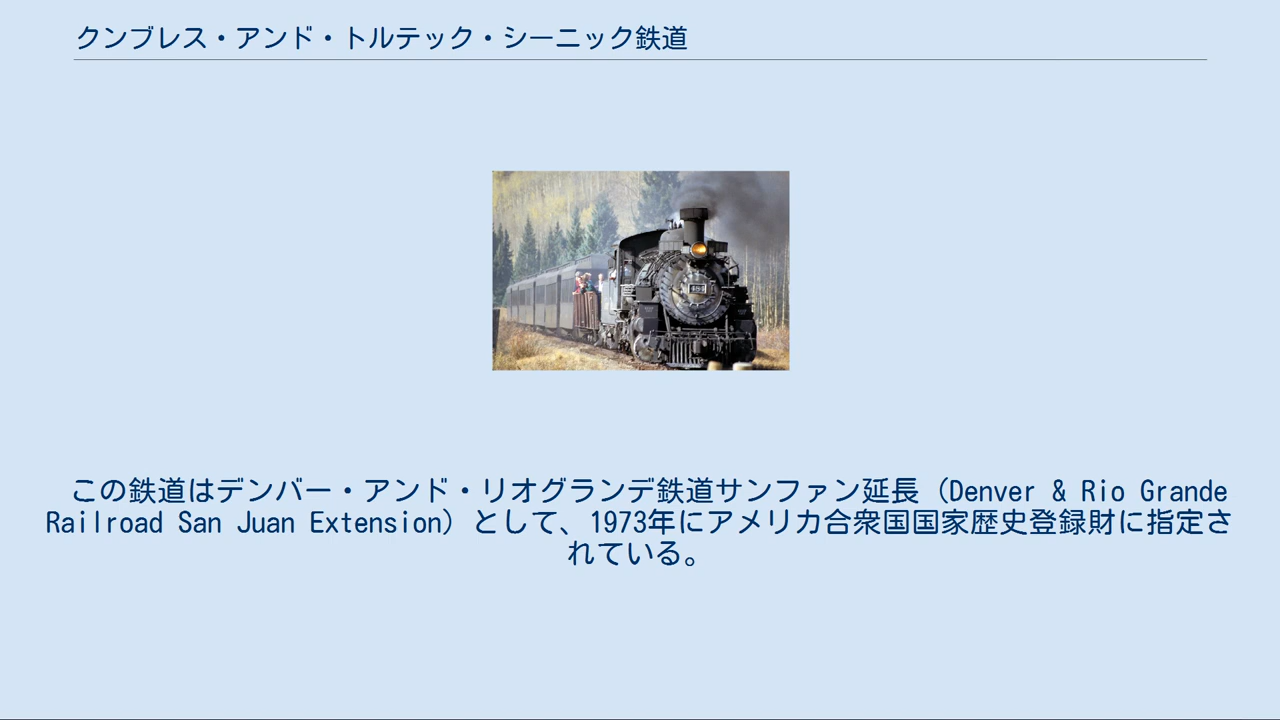 クンブレス・アンド・トルテック・シーニック鉄道
484
この鉄道はデンバー・アンド・リオグランデ鉄道サンファン延長（Denver & Rio Grande
Railroad San Juan Extension）として、1973年にアメリカ合衆国国家歴史登録財に指定さ
れている。